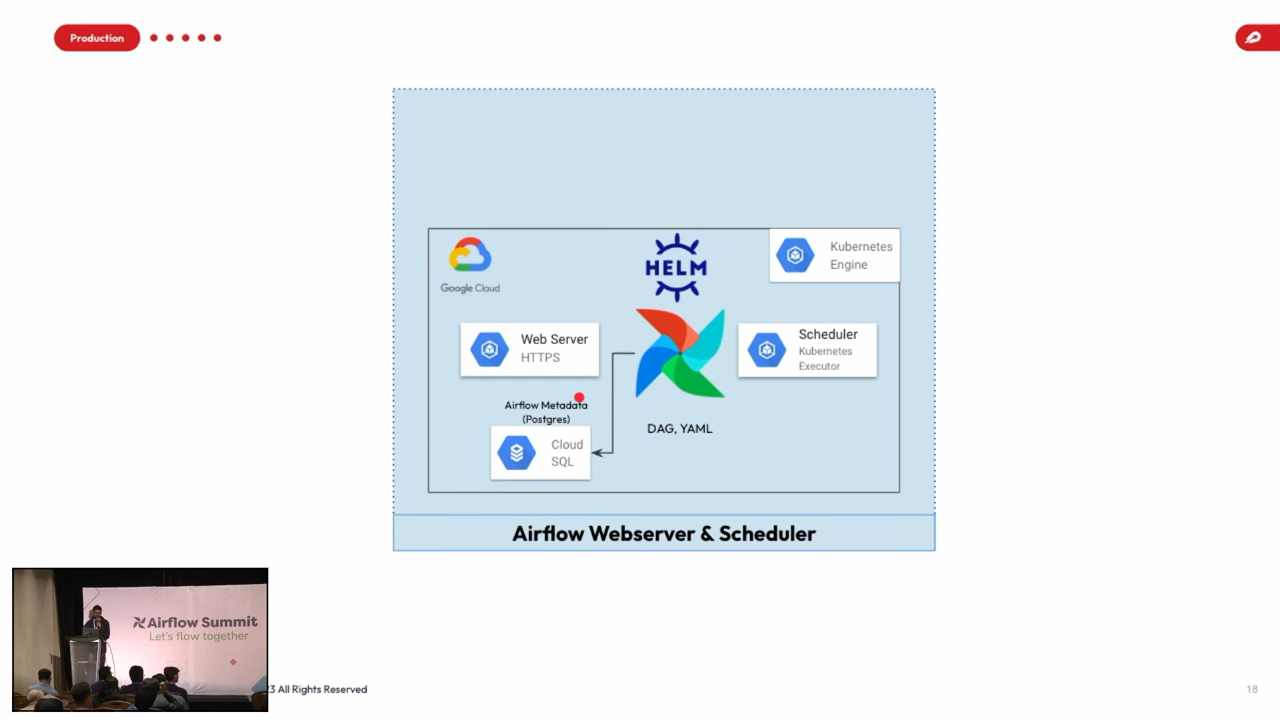 Production
Google Cloud
HELM
Kubernetes
Engine
Web Server
HTTPS
Scheduler
Kubernetes
Executor
Airflow Metadata
(Postgres)
Cloud
SQL
DAG, YAML
Airflow Webserver & Scheduler
Airflow Summit
Let's flow together
23 All Rights Reserved
18